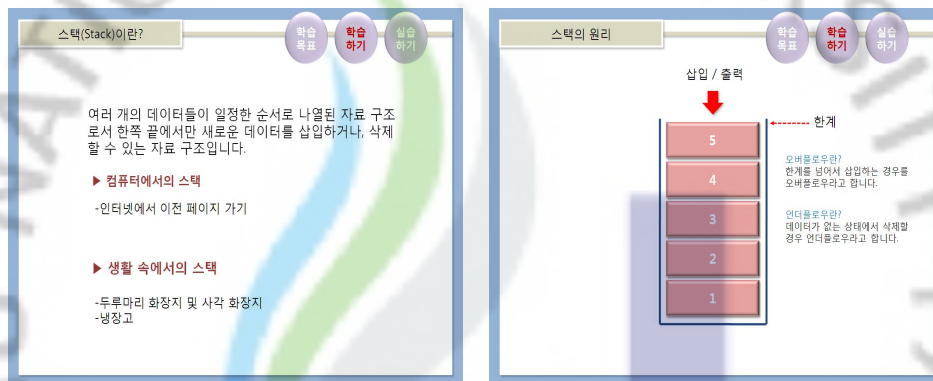 스택(Stack)이란?
학습
목표
학습
하기
실습
하기
여러 개의 데이터들이 일정한 순서로 나열된 자료 구조
로서 한쪽 끝에서만 새로운 데이터를 삽입하거나, 삭제
할 수 있는 자료 구조입니다.
▶ 컴퓨터에서의 스택
-인터넷에서 이전 페이지 가기
▶ 생활 속에서의 스택
-두루마리 화장지 및 사각 화장지
-냉장고
스택의 원리
학습
목표
학습
하기
실습
하기
삽입 / 출력
한계
5
4
3
2
1
오버플로우란?
한계를 넘어서 삽입하는 경우를
오버플로우라고 합니다.
언더플로우란?
데이터가 없는 상태에서 삭제할
경우 언더플로우라고 합니다.